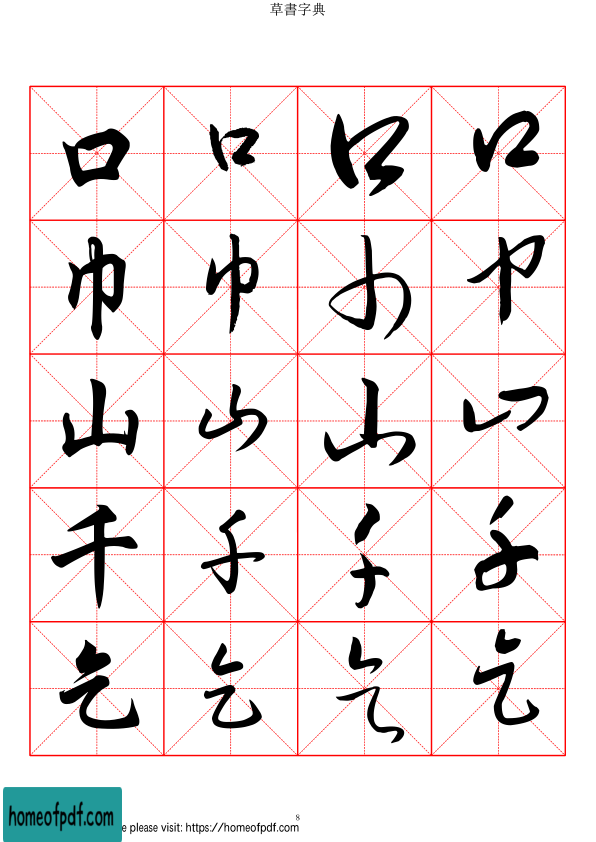 草書字典
口 口 口 口
巾 巾 巾 巾
山 山 山 山
千 千 千 千
乞 乞 乞 乞
8
homeofpdf.com
e please visit: https://homeofpdf.com